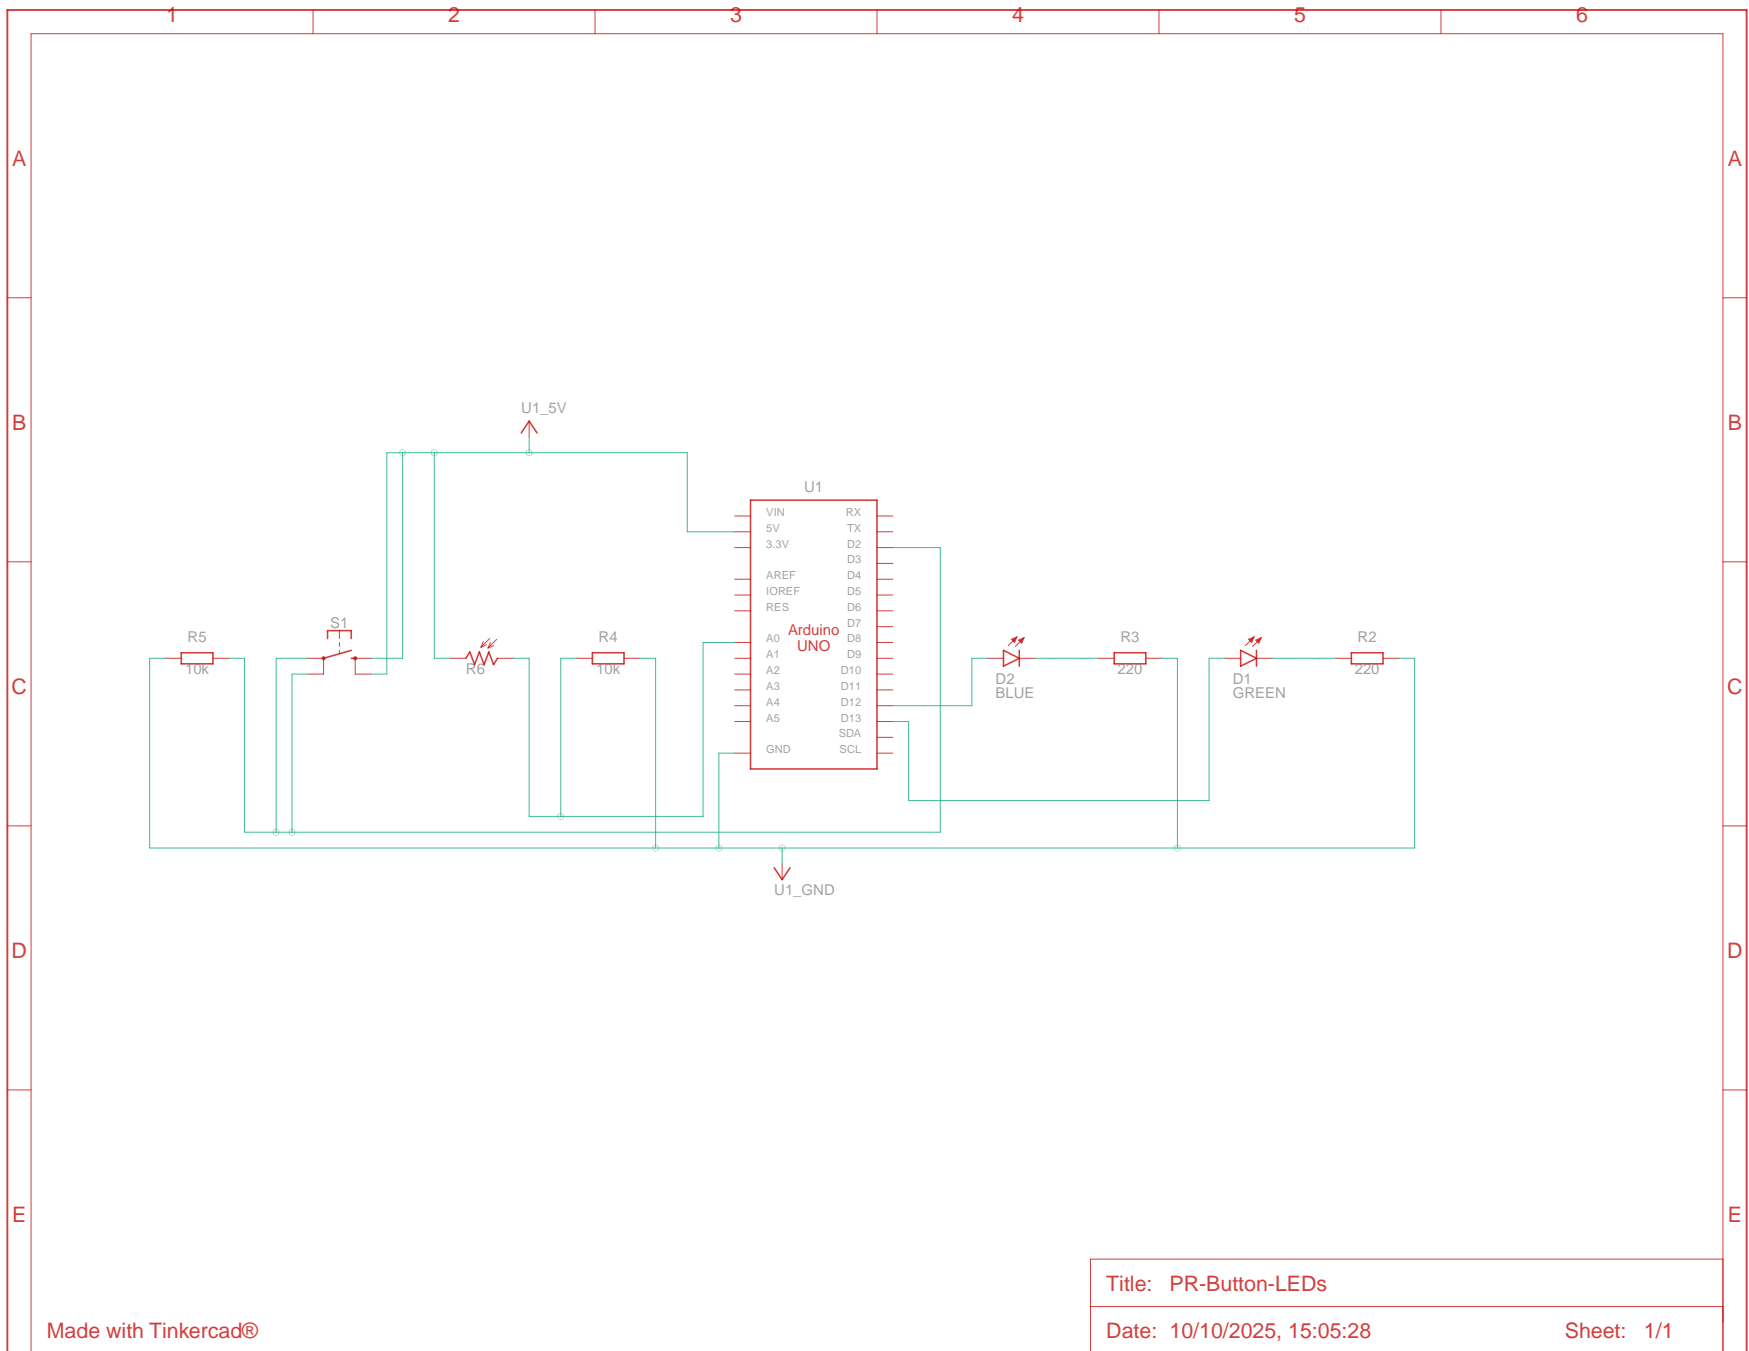 1 2 3 4 5 6
A A
B B
U1_5V
U1
VIN RX
5V TX
3.3V D2
D3
AREF D4
IOREF D5
RES D6
D7
A0 D8
A1 D9
A2 D10
A3 D11
A4 D12
A5 D13
SDA
GND SCL
Arduino
UNO
R5
10k
S1
R6
R4
10k
D2
BLUE
R3
220
D1
GREEN
R2
220
C C
U1_GND
D D
E E
Title: PR-Button-LEDs
Made with Tinkercad®
Date: 10/10/2025, 15:05:28 Sheet: 1/1